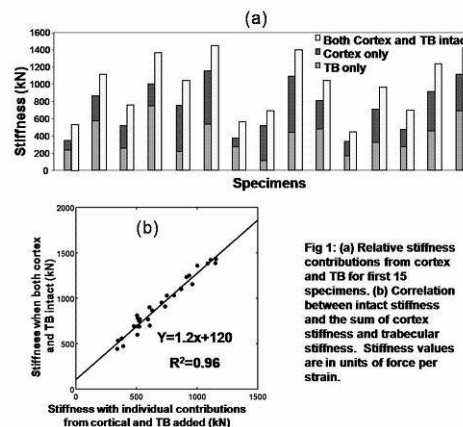 (a)
1600
1400
1200
1000
800
600
400
200
0
Stiffness (kN)
Both Cortex and TB intact
Cortex only
TB only
Specimens
(b)
2000
1500
1000
500
0
Stiffness when both cortex
and TB intact (kN)
Y=1.2x+120
R²=0.96
0 500 1000 1500
Stiffness with individual contributions
from cortical and TB added (kN)
Fig 1: (a) Relative stiffness
contributions from cortex
and TB for first 15
specimens. (b) Correlation
between intact stiffness
and the sum of cortex
stiffness and trabecular
stiffness. Stiffness values
are in units of force per
strain.